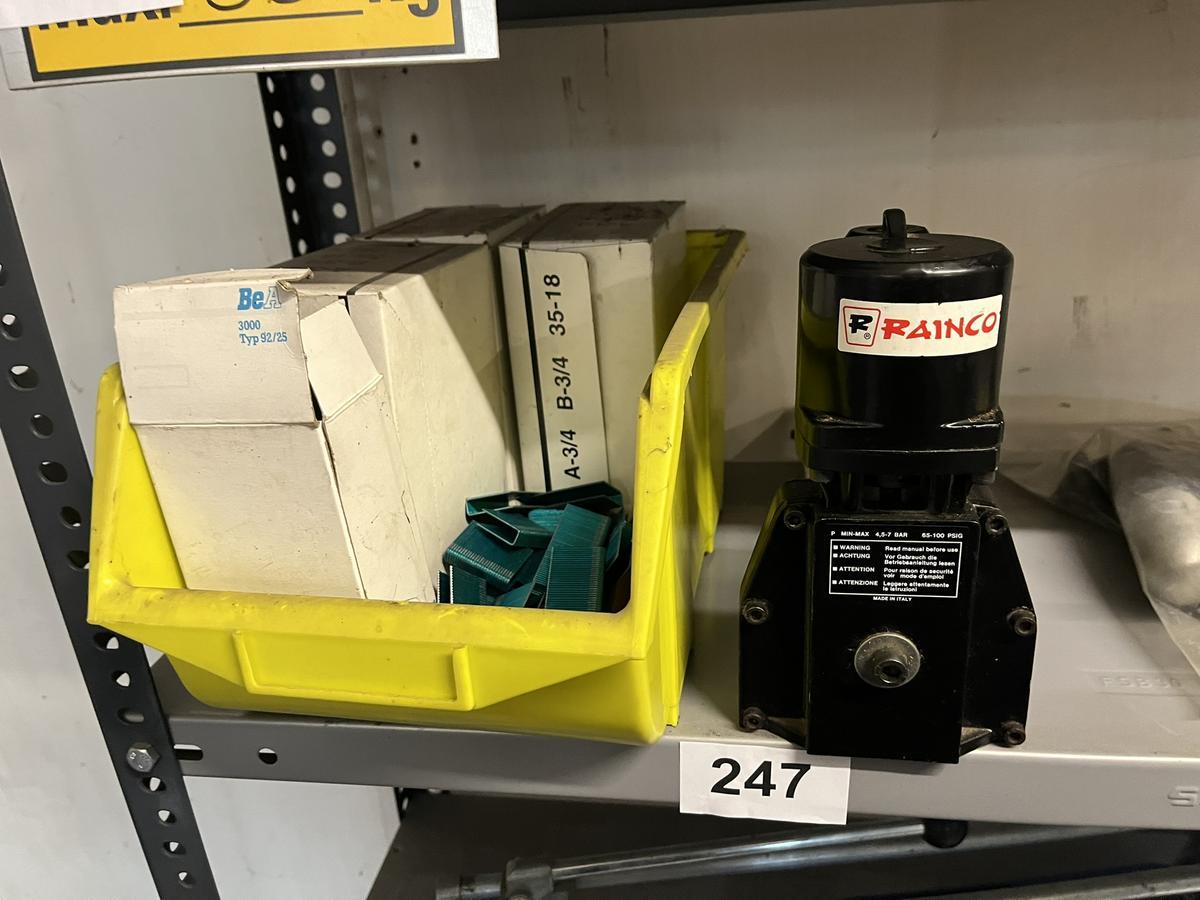 BeA
3000
Typ 92/25
A-3/4 B-3/4 35-18
R RAINCO
®
P MIN-MAX 4,5-7 BAR 65-100 PSIG
WARNING Read manual before use
ACHTUNG Vor Gebrauch die
Betriebsanleitung lesen
ATTENTION Pour raison de securité
voir mode d'emploi
ATTENZIONE Leggere attentamente
le istruzioni
MADE IN ITALY
247